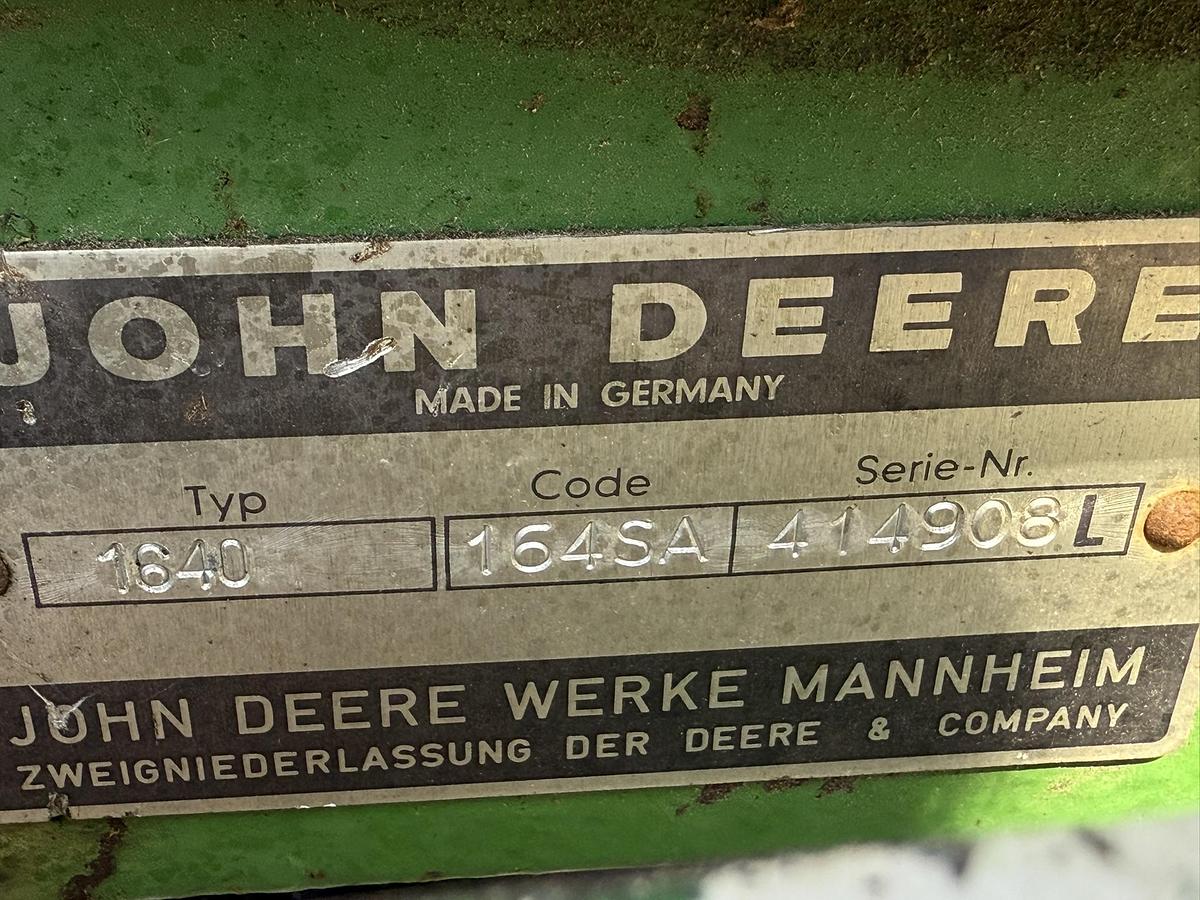 JOHN DEERE
MADE IN GERMANY
Typ Code Serie-Nr.
1640 164SA 414908L
JOHN DEERE WERKE MANNHEIM
ZWEIGNIEDERLASSUNG DER DEERE & COMPANY